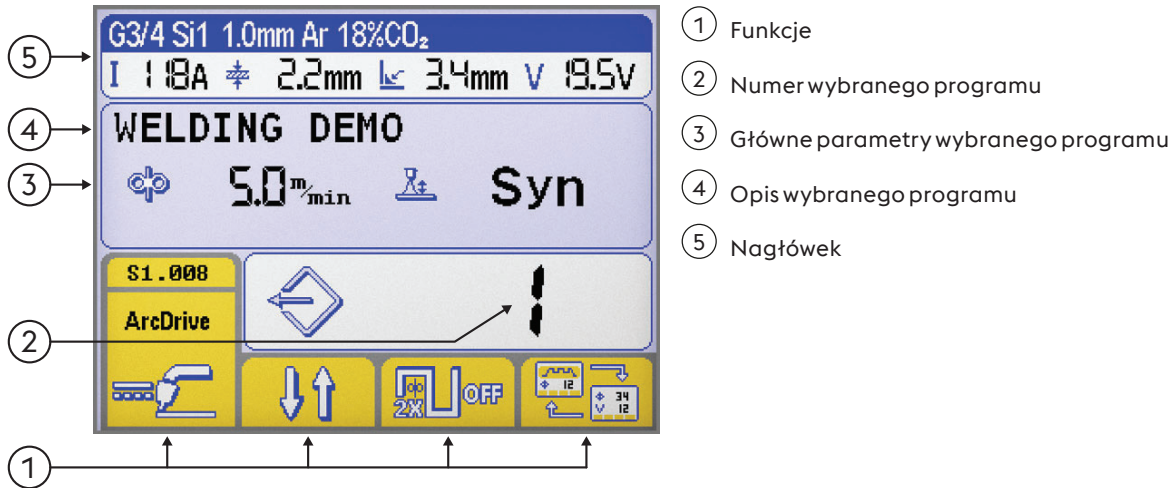 G3/4 Si1 1.0mm Ar 18%CO₂
I 118A 2.2mm 3.4mm V 19.5V
WELDING DEMO
5.0 m/min Syn
S1.008
ArcDrive
1
2X OFF
12
34
V 12
5
4
3
2
1
1 Funkcje
2 Numer wybranego programu
3 Główne parametry wybranego programu
4 Opis wybranego programu
5 Nagłówek